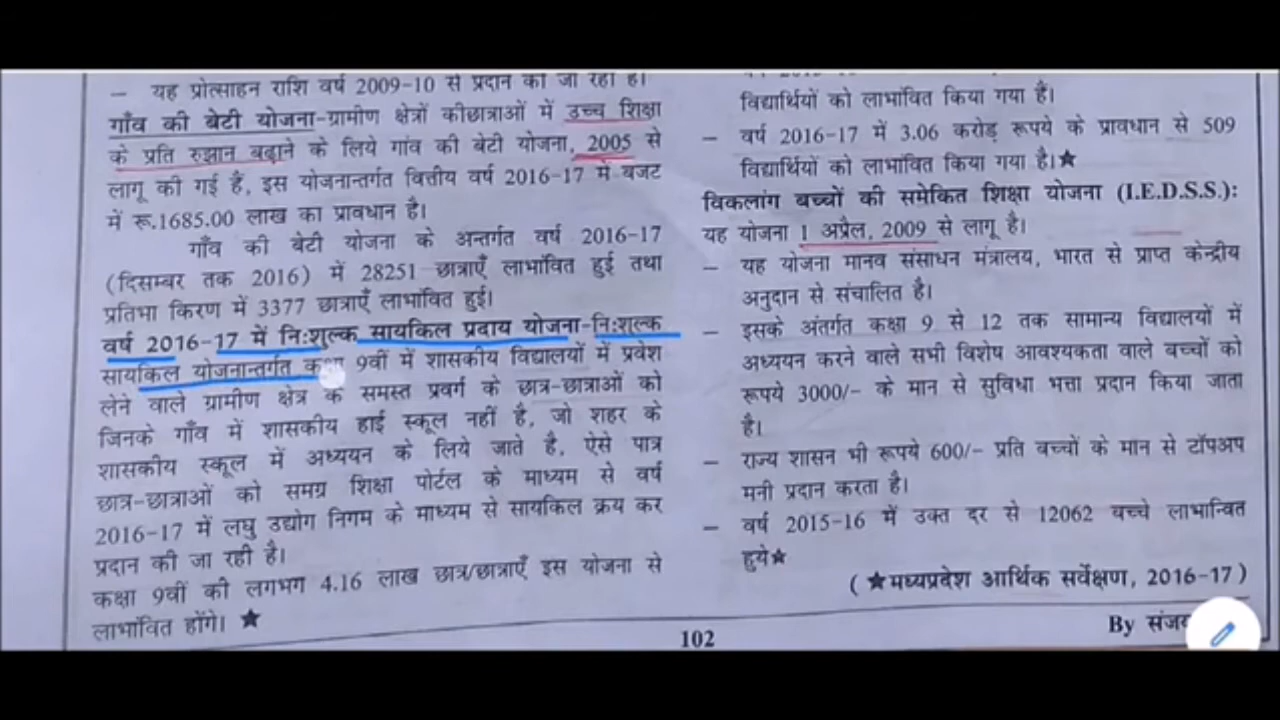 – यह प्रोत्साहन राशि वर्ष 2009-10 से प्रदान की जा रही है।
गाँव की बेटी योजना-ग्रामीण क्षेत्रों कीछात्राओं में उच्च शिक्षा
के प्रति रुझान बढ़ाने के लिये गांव की बेटी योजना, 2005 से
लागू की गई हैं, इस योजनान्तर्गत वित्तीय वर्ष 2016-17 में बजट
में रू.1685.00 लाख का प्रावधान है।
गाँव की बेटी योजना के अन्तर्गत वर्ष 2016-17
(दिसम्बर तक 2016) में 28251 छात्राएँ लाभांवित हुई तथा
प्रतिभा किरण में 3377 छात्राएँ लाभांवित हुई।
वर्ष 2016-17 में निःशुल्क सायकिल प्रदाय योजना-निःशुल्क
सायकिल योजनान्तर्गत कक्षा 9वीं में शासकीय विद्यालयों में प्रवेश
लेने वाले ग्रामीण क्षेत्र के समस्त प्रवर्ग के छात्र-छात्राओं को
जिनके गाँव में शासकीय हाई स्कूल नहीं है, जो शहर के
शासकीय स्कूल में अध्ययन के लिये जाते है, ऐसे पात्र
छात्र-छात्राओं को समग्र शिक्षा पोर्टल के माध्यम से वर्ष
2016-17 में लघु उद्योग निगम के माध्यम से सायकिल क्रय कर
प्रदान की जा रही है।
कक्षा 9वीं की लगभग 4.16 लाख छात्र/छात्राएँ इस योजना से
लाभांवित होंगे। ★
विद्यार्थियों को लाभांवित किया गया हैं।
– वर्ष 2016-17 में 3.06 करोड़ रूपये के प्रावधान से 509
विद्यार्थियों को लाभांवित किया गया है।★
विकलांग बच्चों की समेकित शिक्षा योजना (I.E.D.S.S.):
यह योजना 1 अप्रैल, 2009 से लागू है।
– यह योजना मानव संसाधन मंत्रालय, भारत से प्राप्त केन्द्रीय
अनुदान से संचालित है।
– इसके अंतर्गत कक्षा 9 से 12 तक सामान्य विद्यालयों में
अध्ययन करने वाले सभी विशेष आवश्यकता वाले बच्चों को
रूपये 3000/- के मान से सुविधा भत्ता प्रदान किया जाता
है।
– राज्य शासन भी रूपये 600/- प्रति बच्चों के मान से टॉपअप
मनी प्रदान करता है।
– वर्ष 2015-16 में उक्त दर से 12062 बच्चे लाभान्वित
हुये★
(★मध्यप्रदेश आर्थिक सर्वेक्षण, 2016-17)
102
By